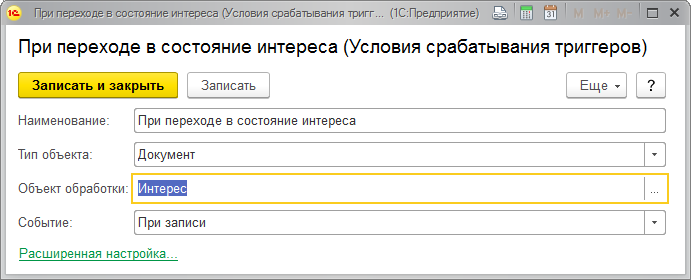 При переходе в состояние интереса (Условия срабатывания тригг... (1С:Предприятие) M M+ M-
При переходе в состояние интереса (Условия срабатывания триггеров)
Записать и закрыть Записать Еще ?
Наименование: При переходе в состояние интереса
Тип объекта: Документ
Объект обработки: Интерес ...
Событие: При записи
Расширенная настройка...